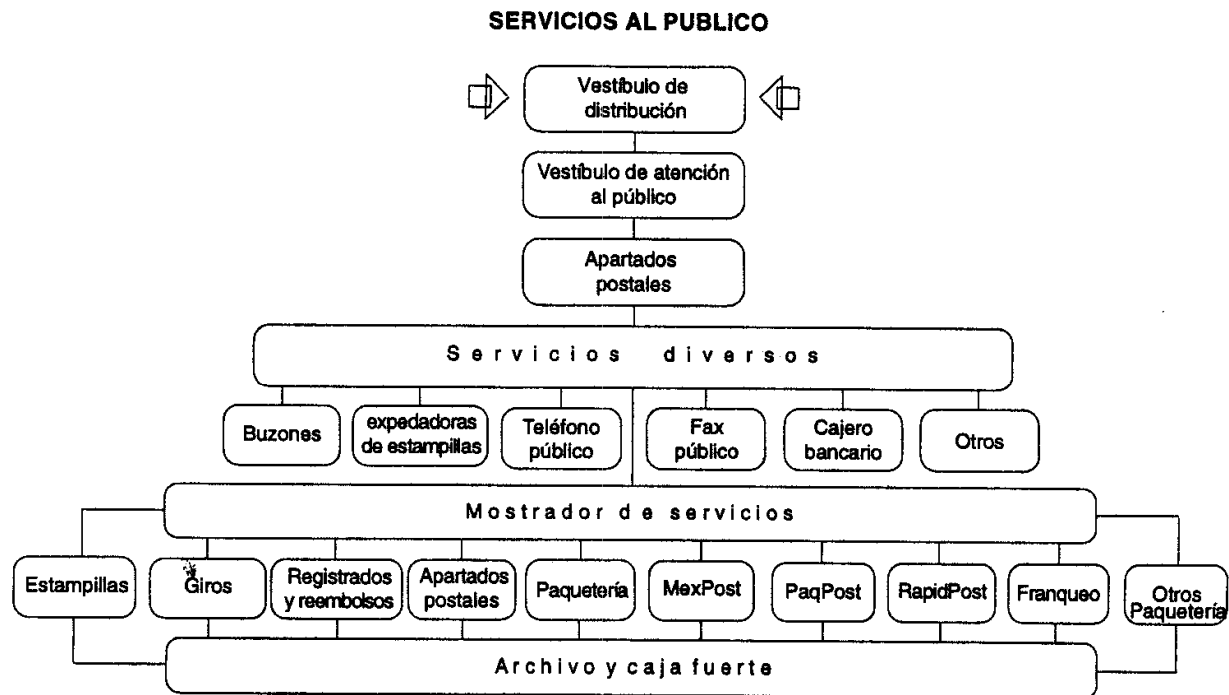 SERVICIOS AL PUBLICO
Vestíbulo de
distribución
Vestíbulo de atención
al público
Apartados
postales
Servicios diversos
Buzones
expedadoras
de estampillas
Teléfono
público
Fax
público
Cajero
bancario
Otros
Mostrador de servicios
Estampillas
Giros
Registrados
y reembolsos
Apartados
postales
Paquetería
MexPost
PaqPost
RapidPost
Franqueo
Otros
Paquetería
Archivo y caja fuerte